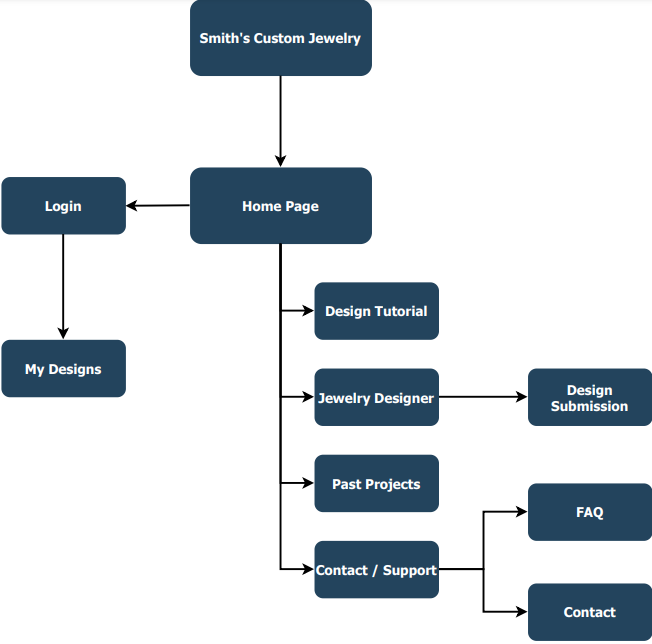 Smith's Custom Jewelry
Login
Home Page
Design Tutorial
My Designs
Jewelry Designer
Design
Submission
Past Projects
FAQ
Contact / Support
Contact